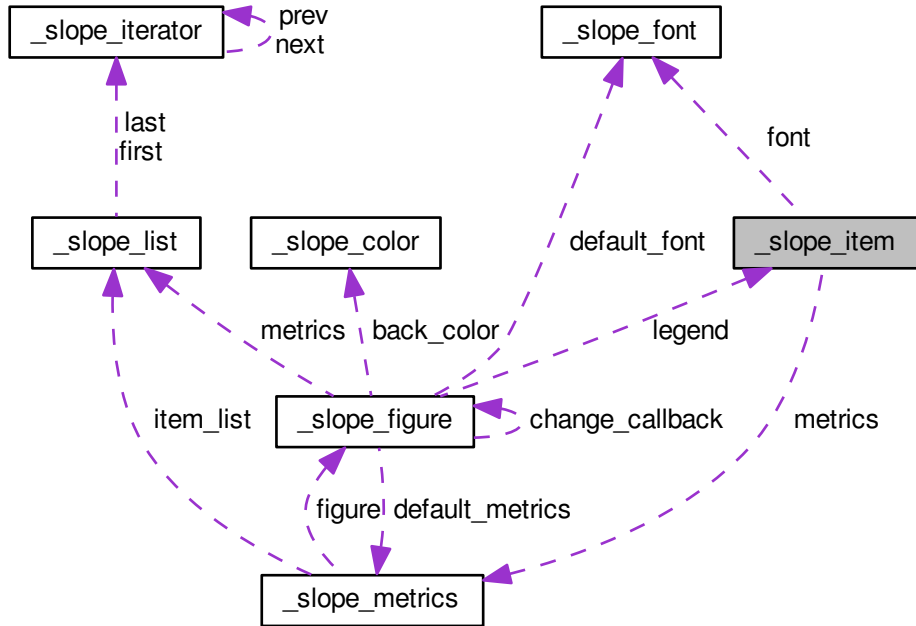 prev
_slope_iterator
_slope_font
next
last
first
font
_slope_list
_slope_color
default_font
_slope_item
metrics
back_color
legend
item_list
_slope_figure
change_callback
metrics
figure
default_metrics
_slope_metrics